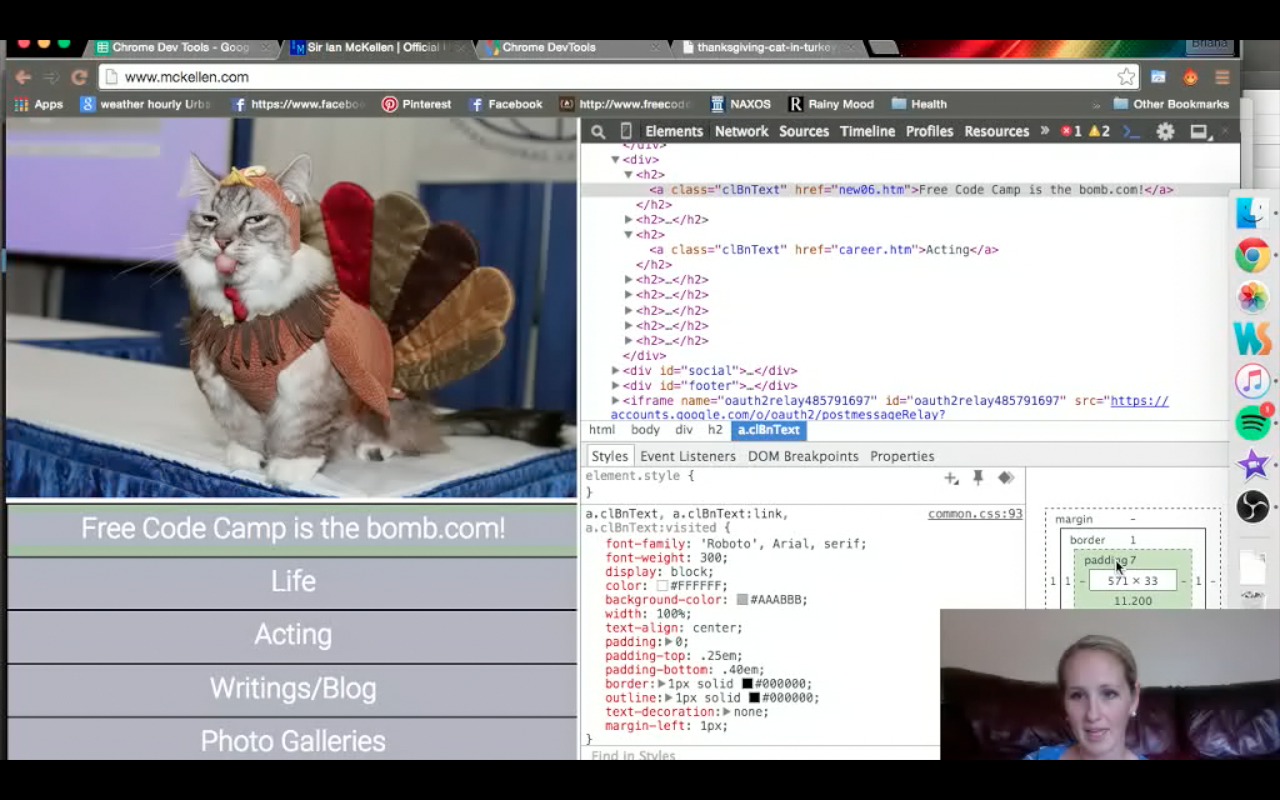 Chrome Dev Tools - Goog
Sir Ian McKellen | Official
Chrome DevTools
thanksgiving-cat-in-turkey
Briana
www.mckellen.com
Apps
weather hourly Urb
https://www.facebo
Pinterest
Facebook
http://www.freecod
NAXOS
Rainy Mood
Health
»
Other Bookmarks
Elements Network Sources Timeline Profiles Resources » 1 2
</div>
▼<div>
▼<h2>
<a class="clBnText" href="new06.htm">Free Code Camp is the bomb.com!</a>
</h2>
▶<h2>…</h2>
▼<h2>
<a class="clBnText" href="career.htm">Acting</a>
</h2>
▶<h2>…</h2>
▶<h2>…</h2>
▶<h2>…</h2>
▶<h2>…</h2>
▶<h2>…</h2>
</div>
▶<div id="social">…</div>
▶<div id="footer">…</div>
▶<iframe name="oauth2relay485791697" id="oauth2relay485791697" src="https://
accounts.google.com/o/oauth2/postmessageRelay?
html body div h2 a.clBnText
Styles Event Listeners DOM Breakpoints Properties
element.style {
}
a.clBnText, a.clBnText:link, common.css:93
a.clBnText:visited {
font-family: 'Roboto', Arial, serif;
font-weight: 300;
display: block;
color: #FFFFFF;
background-color: #AAABBB;
width: 100%;
text-align: center;
padding:▶0;
padding-top: .25em;
padding-bottom: .40em;
border:▶1px solid #000000;
outline:▶1px solid #000000;
text-decoration:▶none;
margin-left: 1px;
}
Find in Styles
margin -
border 1
padding 7
1 1 - 571 × 33 - 1 -
11.200
Free Code Camp is the bomb.com!
Life
Acting
Writings/Blog
Photo Galleries